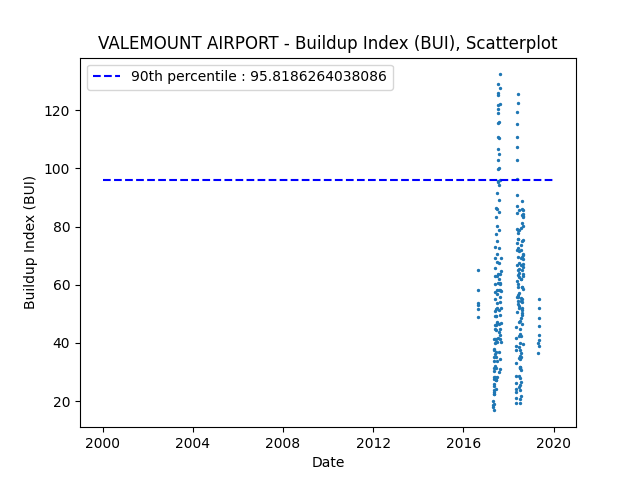 VALEMOUNT AIRPORT - Buildup Index (BUI), Scatterplot
90th percentile : 95.8186264038086
120
100
80
60
40
20
Buildup Index (BUI)
2000 2004 2008 2012 2016 2020
Date